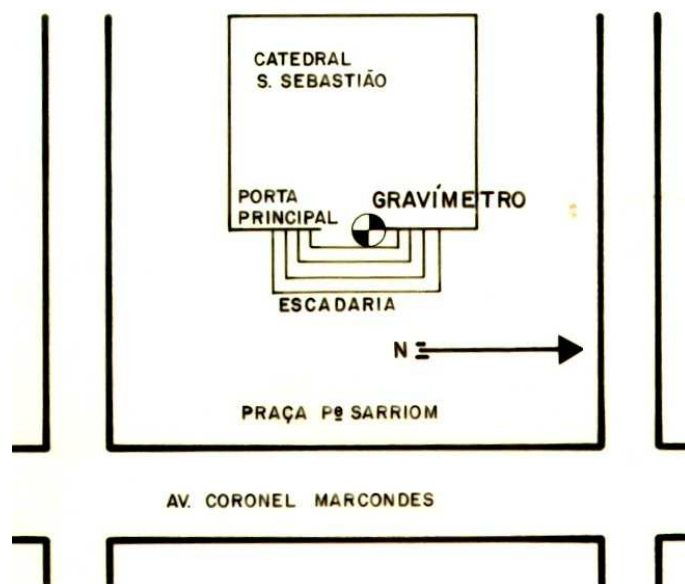 CATEDRAL
S. SEBASTIÃO
PORTA
PRINCIPAL
GRAVÍMETRO
ESCADARIA
N
PRAÇA Pº SARRIOM
AV. CORONEL MARCONDES